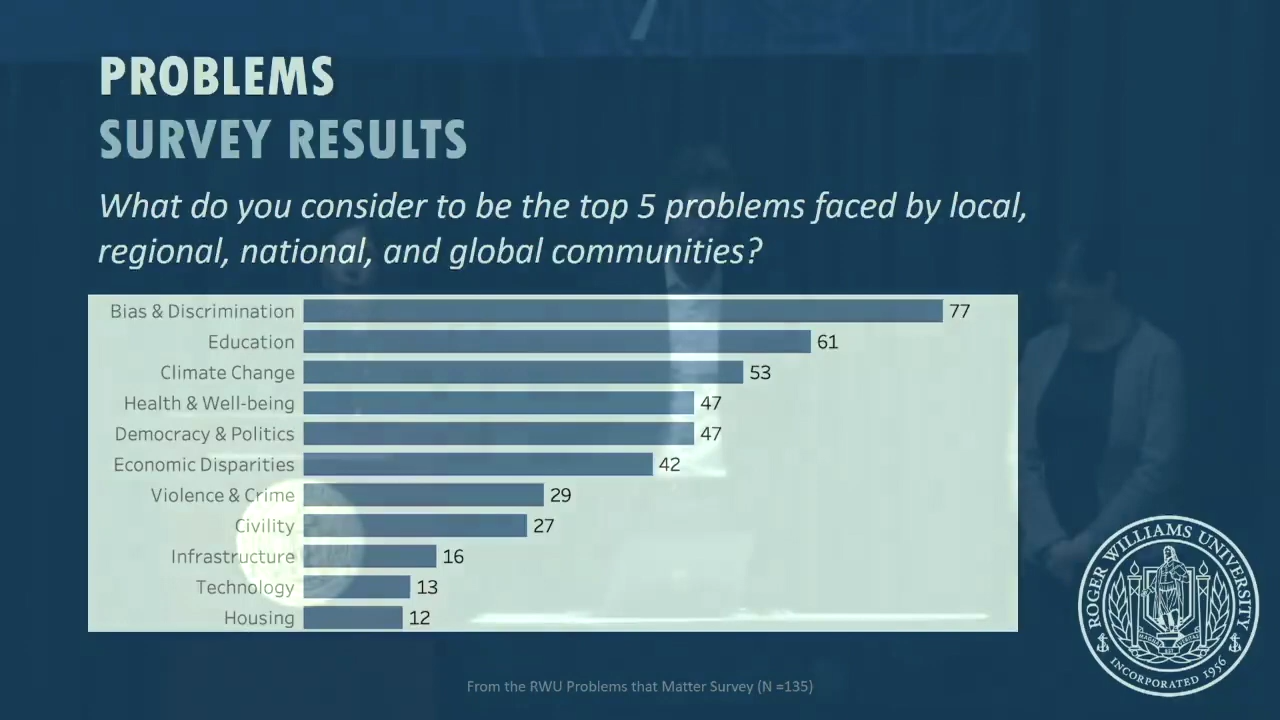 PROBLEMS
SURVEY RESULTS
What do you consider to be the top 5 problems faced by local,
regional, national, and global communities?
Bias & Discrimination 77
Education 61
Climate Change 53
Health & Well-being 47
Democracy & Politics 47
Economic Disparities 42
Violence & Crime 29
Civility 27
Infrastructure 16
Technology 13
Housing 12
ROGER WILLIAMS UNIVERSITY
INCORPORATED 1956
From the RWU Problems that Matter Survey (N =135)